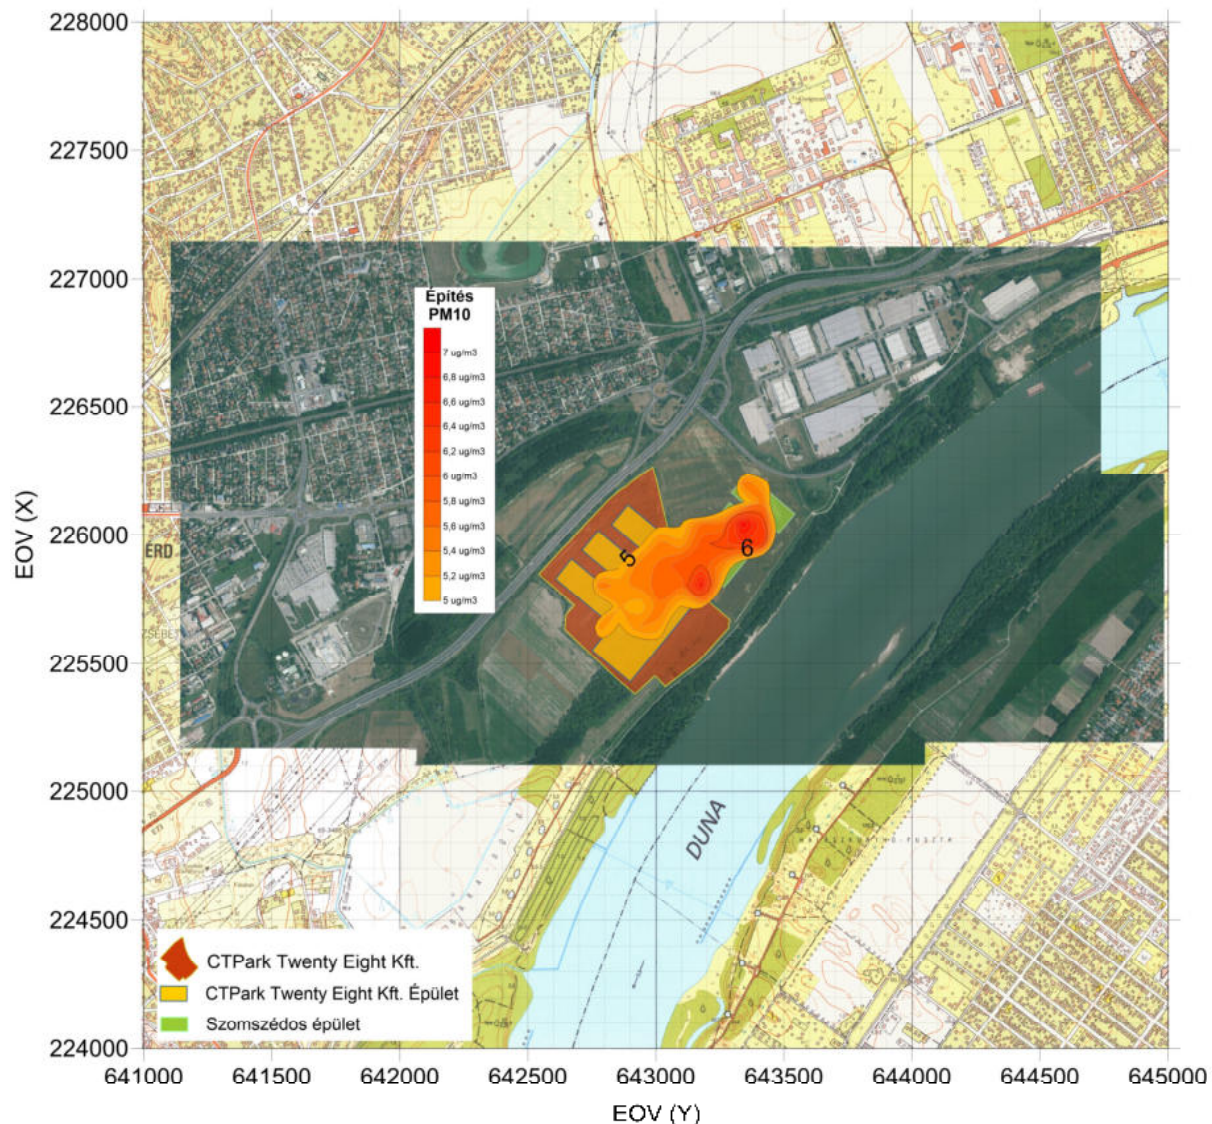 228000
227500
227000
226500
226000
225500
225000
224500
224000
EOV (X)
Építés
PM10
7 ug/m3
6,8 ug/m3
6,6 ug/m3
6,4 ug/m3
6,2 ug/m3
6 ug/m3
5,8 ug/m3
5,6 ug/m3
5,4 ug/m3
5,2 ug/m3
5 ug/m3
5
6
ÉRD
DUNA
CTPark Twenty Eight Kft.
CTPark Twenty Eight Kft. Épület
Szomszédos épület
641000 641500 642000 642500 643000 643500 644000 644500 645000
EOV (Y)